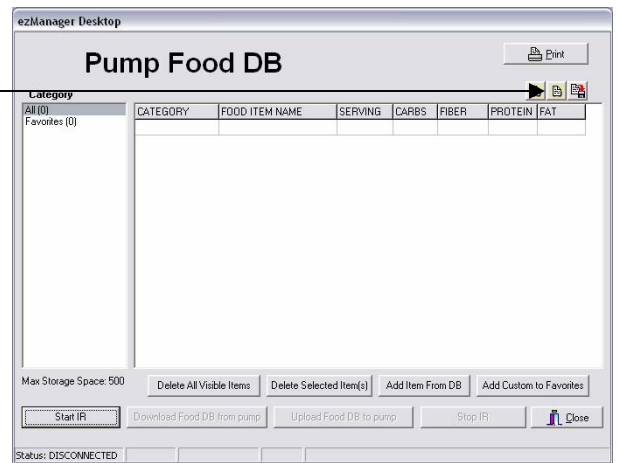 ezManager Desktop
Pump Food DB
Print
Category
All (0)
Favorites (0)
CATEGORY FOOD ITEM NAME SERVING CARBS FIBER PROTEIN FAT
Max Storage Space: 500
Delete All Visible Items Delete Selected Item(s) Add Item From DB Add Custom to Favorites
Start IR Download Food DB from pump Upload Food DB to pump Stop IR Close
Status: DISCONNECTED